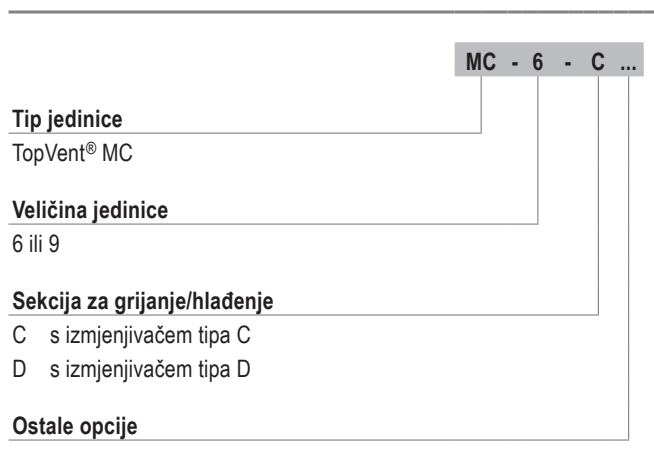 MC - 6 - C ...
Tip jedinice
TopVent® MC
Veličina jedinice
6 ili 9
Sekcija za grijanje/hlađenje
C s izmjenjivačem tipa C
D s izmjenjivačem tipa D
Ostale opcije